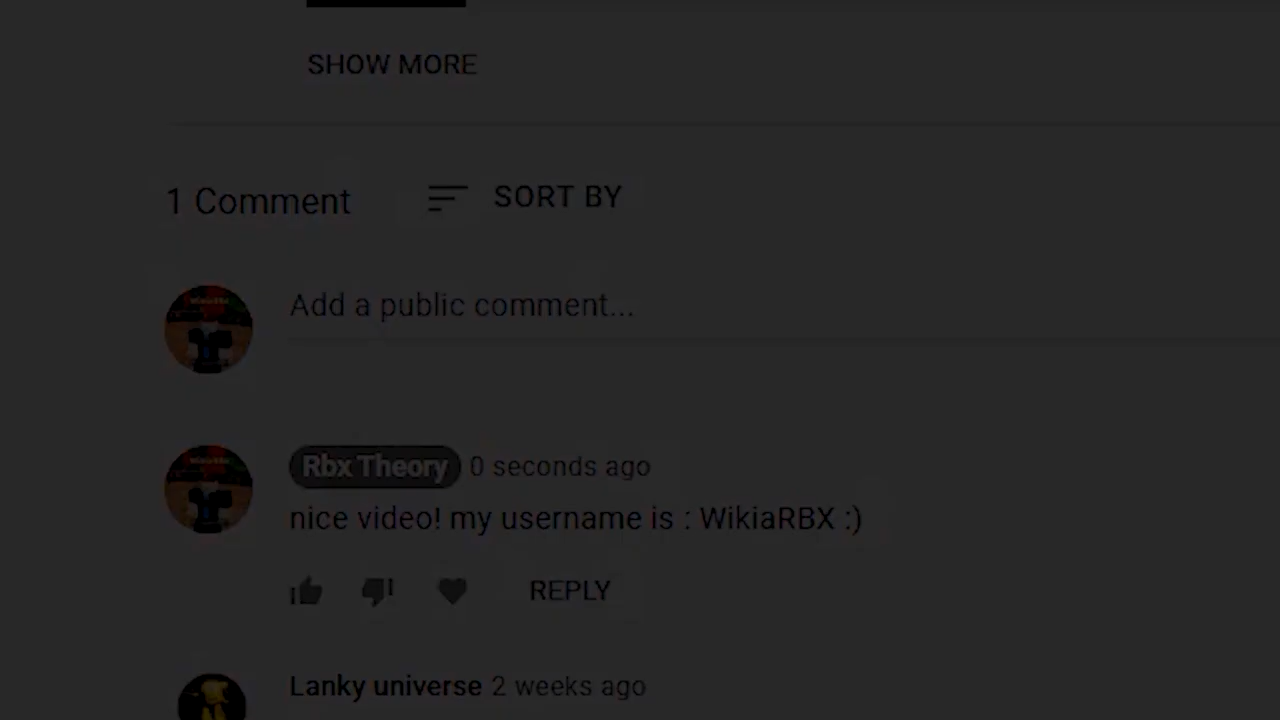 SHOW MORE
1 Comment SORT BY
Add a public comment...
Rbx Theory 0 seconds ago
nice video! my username is : WikiaRBX :)
REPLY
Lanky universe 2 weeks ago